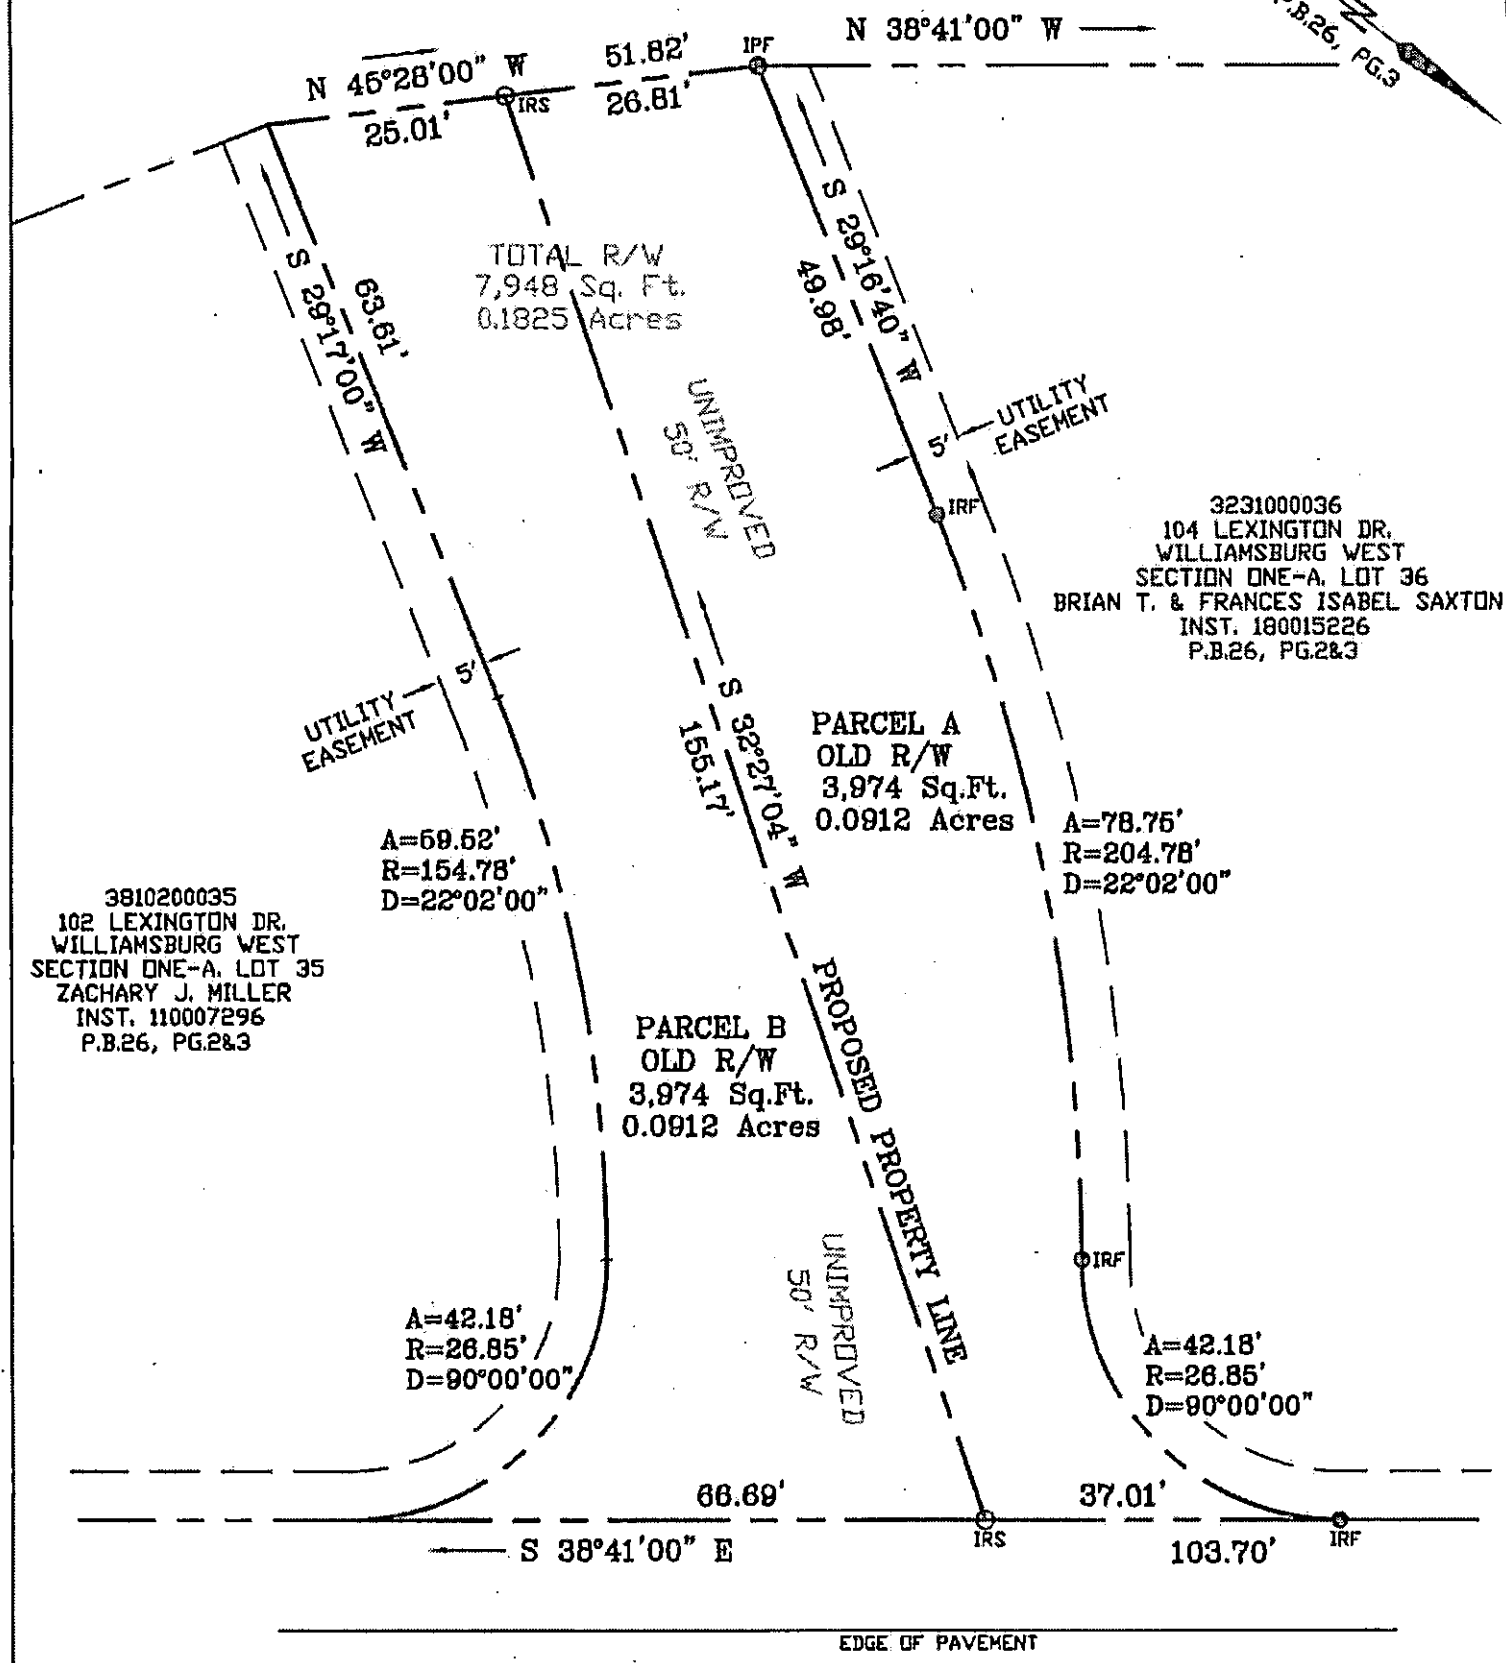 N 38°41'00" W
N
P.B.26, PG.3
N 45°28'00" W
51.82'
IPF
IRS
25.01'
26.81'
S 29°17'00" W
63.61'
TOTAL R/W
7,948 Sq. Ft.
0.1825 Acres
S 29°16'40" W
49.98'
UNIMPROVED
50' R/W
UTILITY
EASEMENT
5'
IRF
3231000036
104 LEXINGTON DR.
WILLIAMSBURG WEST
SECTION ONE-A, LOT 36
BRIAN T. & FRANCES ISABEL SAXTON
INST. 180015226
P.B.26, PG.2&3
5'
UTILITY
EASEMENT
S 32°27'04" W
155.17'
PARCEL A
OLD R/W
3,974 Sq.Ft.
0.0912 Acres
A=59.52'
R=154.78'
D=22°02'00"
A=78.75'
R=204.78'
D=22°02'00"
3810200035
102 LEXINGTON DR.
WILLIAMSBURG WEST
SECTION ONE-A, LOT 35
ZACHARY J. MILLER
INST. 110007296
P.B.26, PG.2&3
PARCEL B
OLD R/W
3,974 Sq.Ft.
0.0912 Acres
PROPOSED PROPERTY LINE
UNIMPROVED
50' R/W
IRF
A=42.18'
R=26.85'
D=90°00'00"
A=42.18'
R=26.85'
D=90°00'00"
66.69'
37.01'
S 38°41'00" E
IRS
103.70'
IRF
EDGE OF PAVEMENT